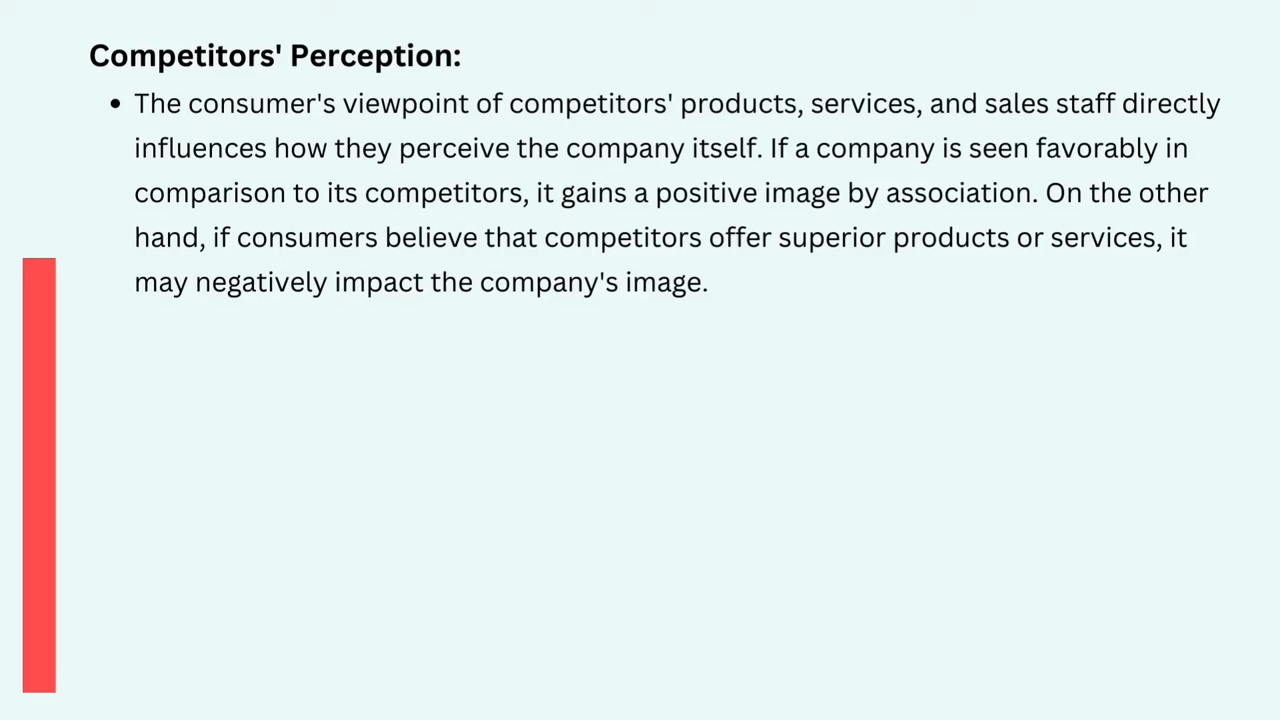 Competitors' Perception:
• The consumer's viewpoint of competitors' products, services, and sales staff directly
influences how they perceive the company itself. If a company is seen favorably in
comparison to its competitors, it gains a positive image by association. On the other
hand, if consumers believe that competitors offer superior products or services, it
may negatively impact the company's image.